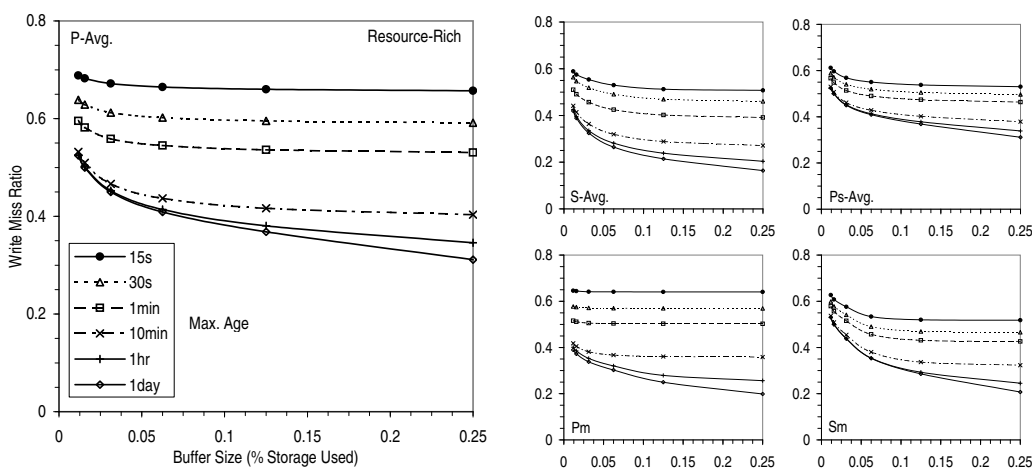 P-Avg.
Resource-Rich
Write Miss Ratio
0.8
0.6
0.4
0.2
0
15s
30s
1min
10min
1hr
1day
Max. Age
0 0.05 0.1 0.15 0.2 0.25
Buffer Size (% Storage Used)
0.8
0.6
0.4
0.2
0
0 0.05 0.1 0.15 0.2 0.25
S-Avg.
0.8
0.6
0.4
0.2
0
0 0.05 0.1 0.15 0.2 0.25
Ps-Avg.
0.8
0.6
0.4
0.2
0
0 0.05 0.1 0.15 0.2 0.25
Pm
0.8
0.6
0.4
0.2
0
0 0.05 0.1 0.15 0.2 0.25
Sm